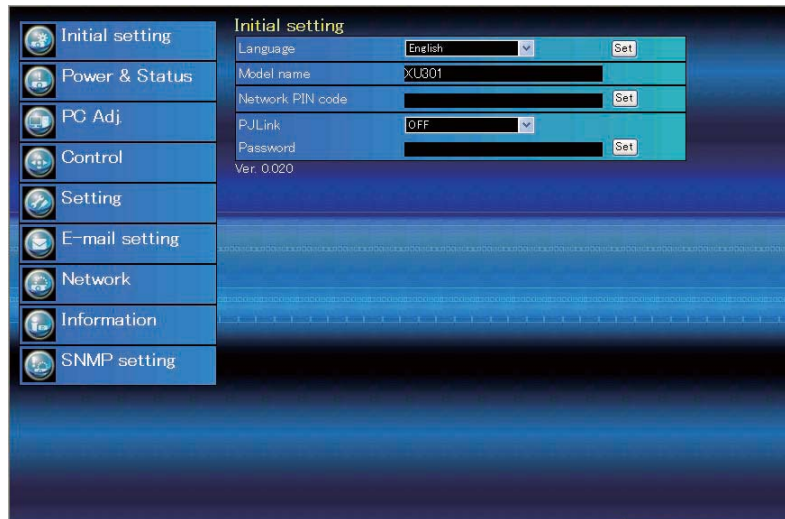 Initial setting
Power & Status
PC Adj.
Control
Setting
E-mail setting
Network
Information
SNMP setting
Initial setting
Language English Set
Model name XU301
Network PIN code Set
PJLink OFF
Password Set
Ver. 0.020